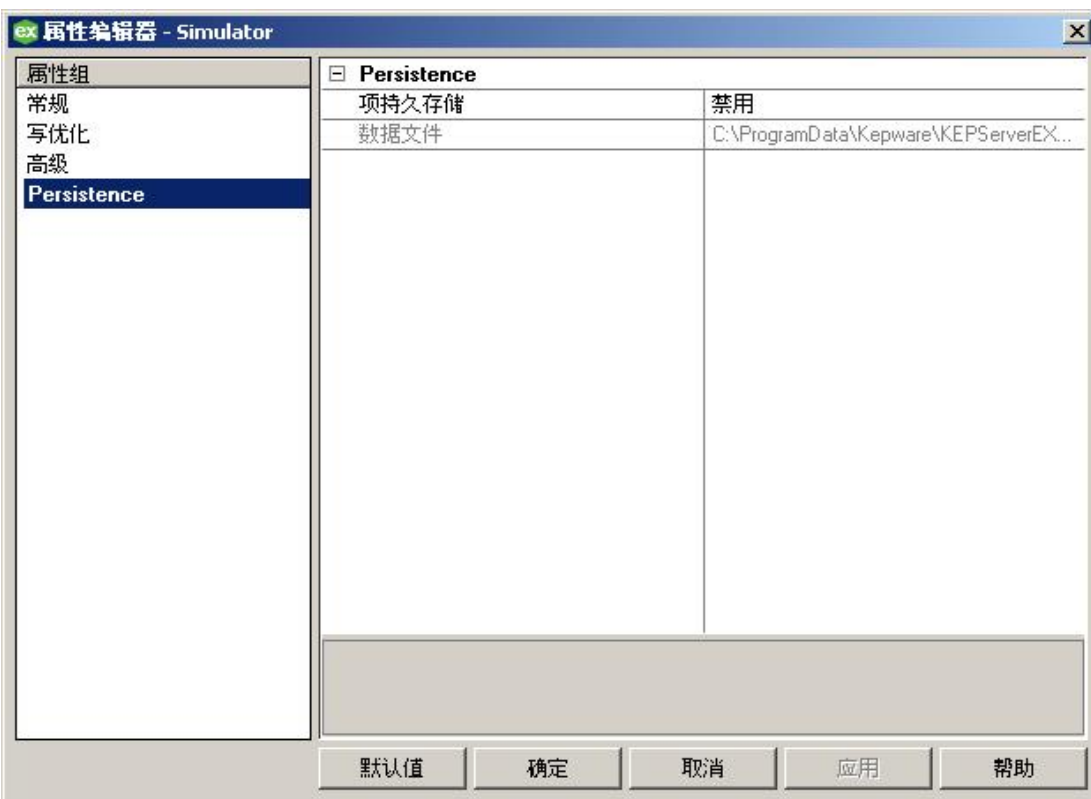 ex 属性编辑器 - Simulator
属性组
常规
写优化
高级
Persistence
Persistence
项持久存储 禁用
数据文件 C:\ProgramData\Kepware\KEPServerEX...
默认值 确定 取消 应用 帮助